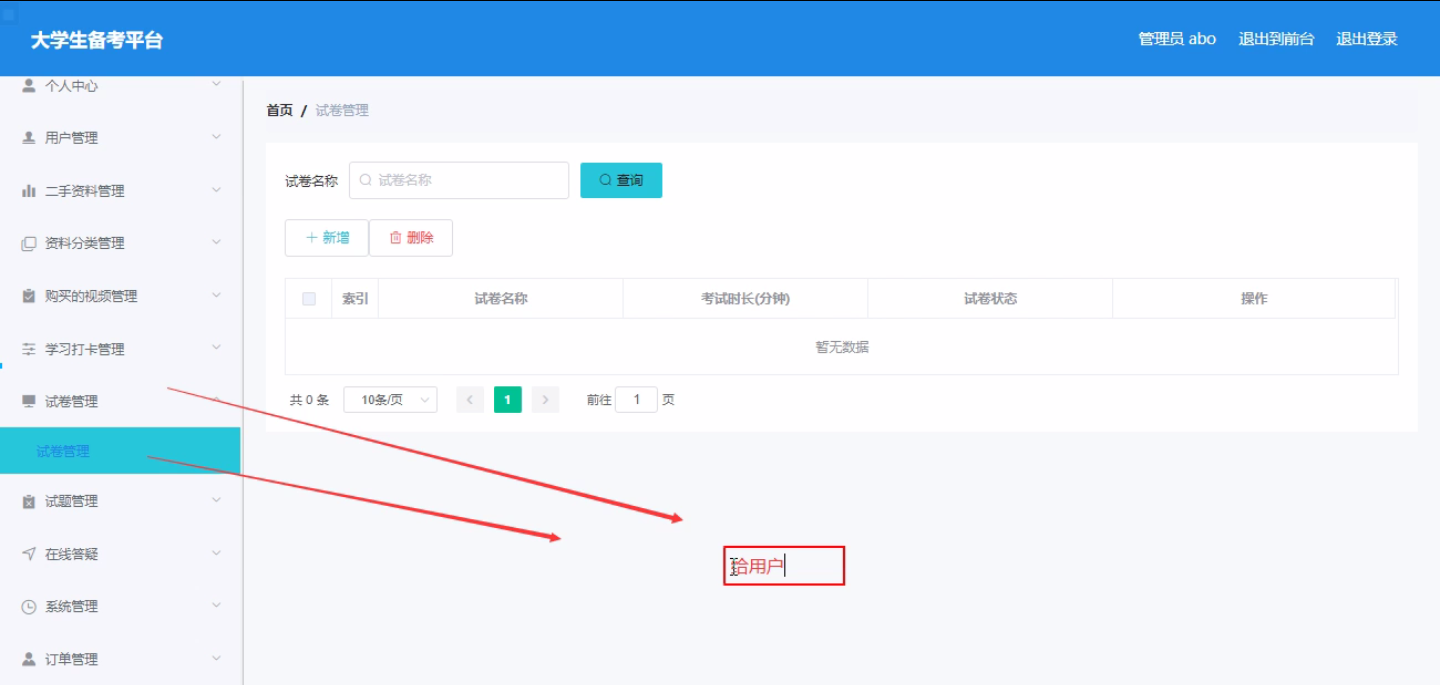 大学生备考平台
管理员 abo 退出到前台 退出登录
个人中心
用户管理
二手资料管理
资料分类管理
购买的视频管理
学习打卡管理
试卷管理
试卷管理
试题管理
在线答疑
系统管理
订单管理
首页 / 试卷管理
试卷名称 试卷名称 查询
新增 删除
索引 试卷名称 考试时长(分钟) 试卷状态 操作
暂无数据
共 0 条 10条/页 1 前往 1 页
给用户